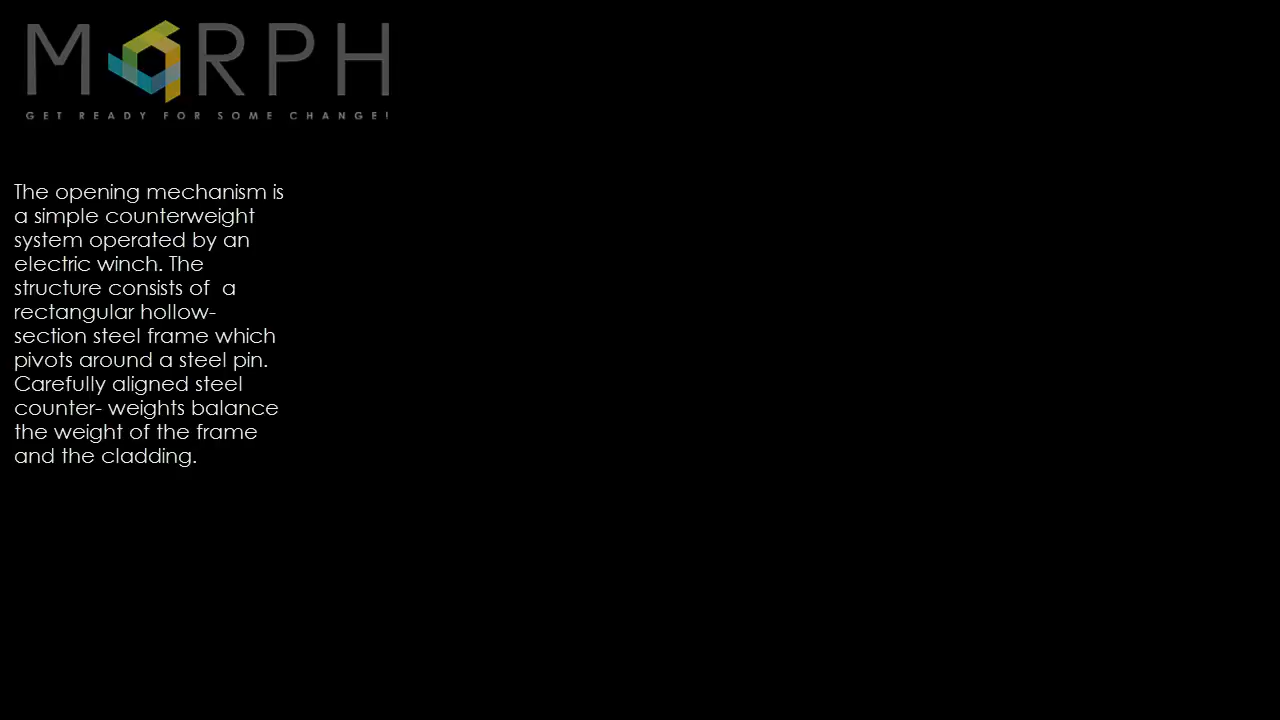 MORPH
GET READY FOR SOME CHANGE!
The opening mechanism is
a simple counterweight
system operated by an
electric winch. The
structure consists of  a
rectangular hollow-
section steel frame which
pivots around a steel pin.
Carefully aligned steel
counter- weights balance
the weight of the frame
and the cladding.